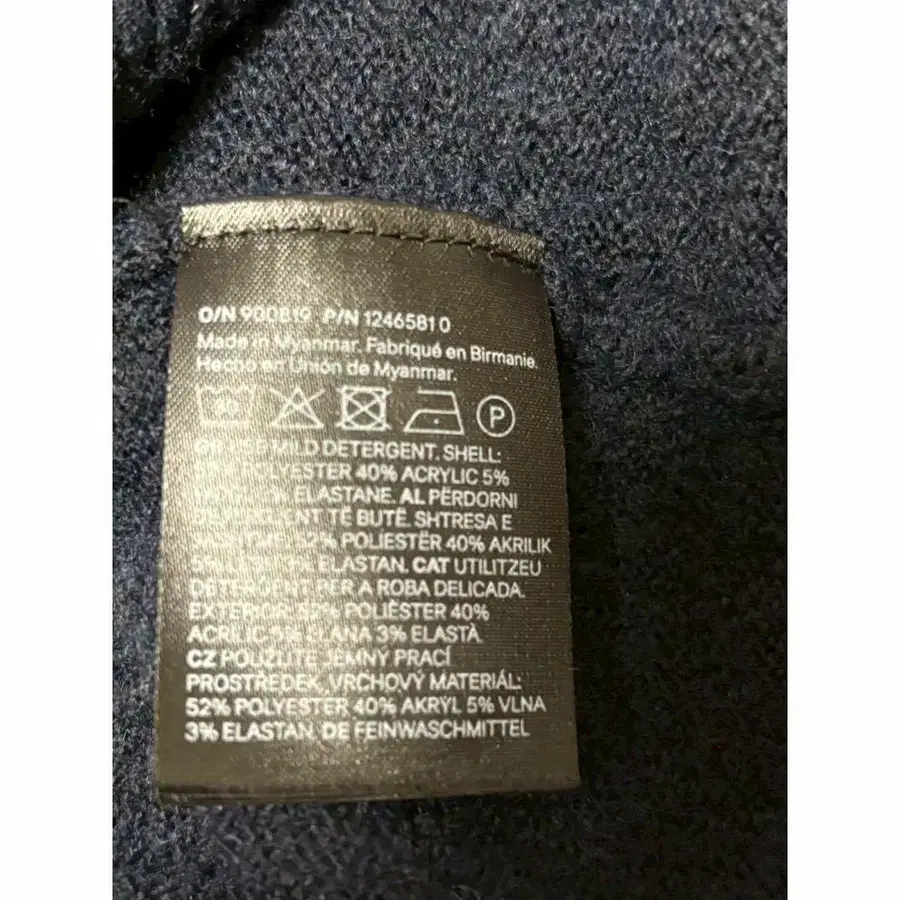 O/N 900819 P/N 1246581 0
Made in Myanmar. Fabriqué en Birmanie.
Hecho en Unión de Myanmar.
P
MILD DETERGENT. SHELL:
POLYESTER 40% ACRYLIC 5%
ELASTANE. AL PËRDORNI
TË BUTË. SHTRESA E
52% POLIESTËR 40% AKRILIK
ELASTAN. CAT UTILITZEU
DETERGENT PER A ROBA DELICADA.
EXTERIOR: 52% POLIÈSTER 40%
ACRÍLIC 5% LLANA 3% ELASTÀ.
CZ POUŽIJTE JEMNÝ PRACÍ
PROSTŘEDEK. VRCHOVÝ MATERIÁL:
52% POLYESTER 40% AKRYL 5% VLNA
3% ELASTAN. DE FEINWASCHMITTEL